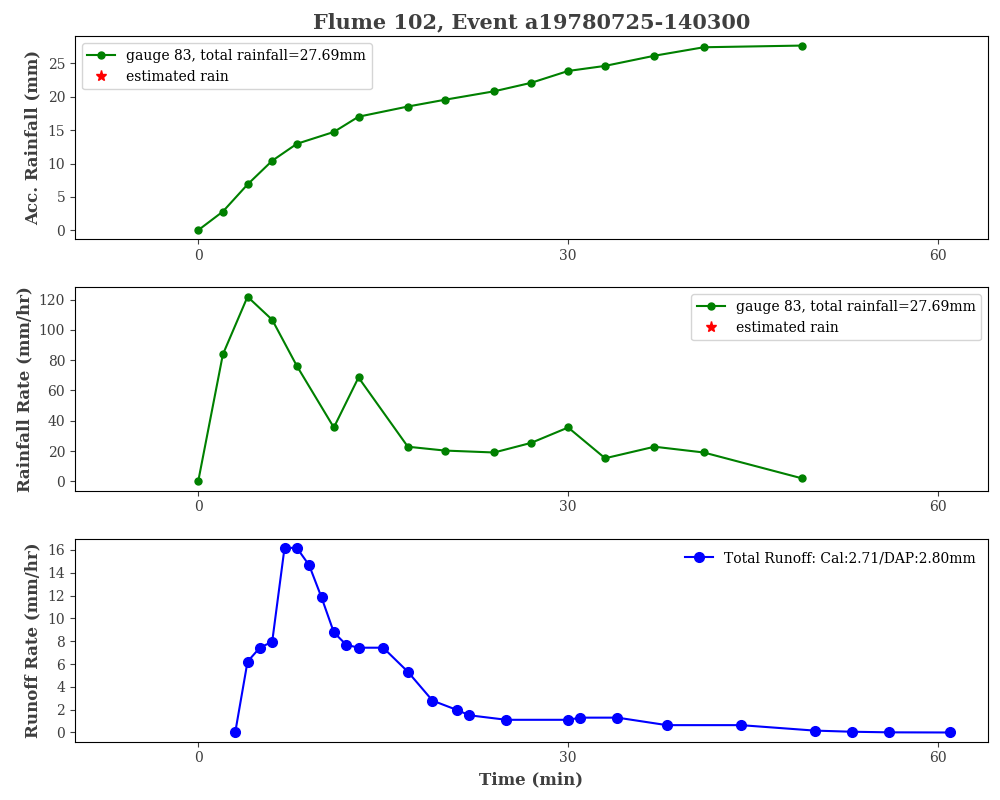 Flume 102, Event a19780725-140300
Acc. Rainfall (mm)
25
20
15
10
5
0
gauge 83, total rainfall=27.69mm
estimated rain
0 30 60
Rainfall Rate (mm/hr)
120
100
80
60
40
20
0
gauge 83, total rainfall=27.69mm
estimated rain
0 30 60
Runoff Rate (mm/hr)
16
14
12
10
8
6
4
2
0
Total Runoff: Cal:2.71/DAP:2.80mm
0 30 60
Time (min)